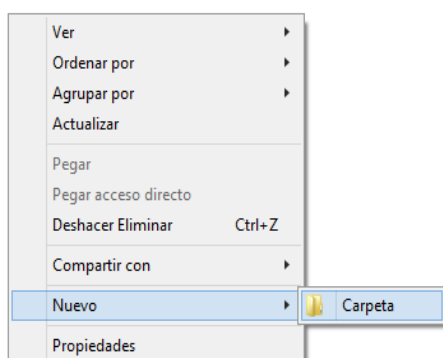 Ver
Ordenar por
Agrupar por
Actualizar
Pegar
Pegar acceso directo
Deshacer Eliminar Ctrl+Z
Compartir con
Nuevo
Carpeta
Propiedades